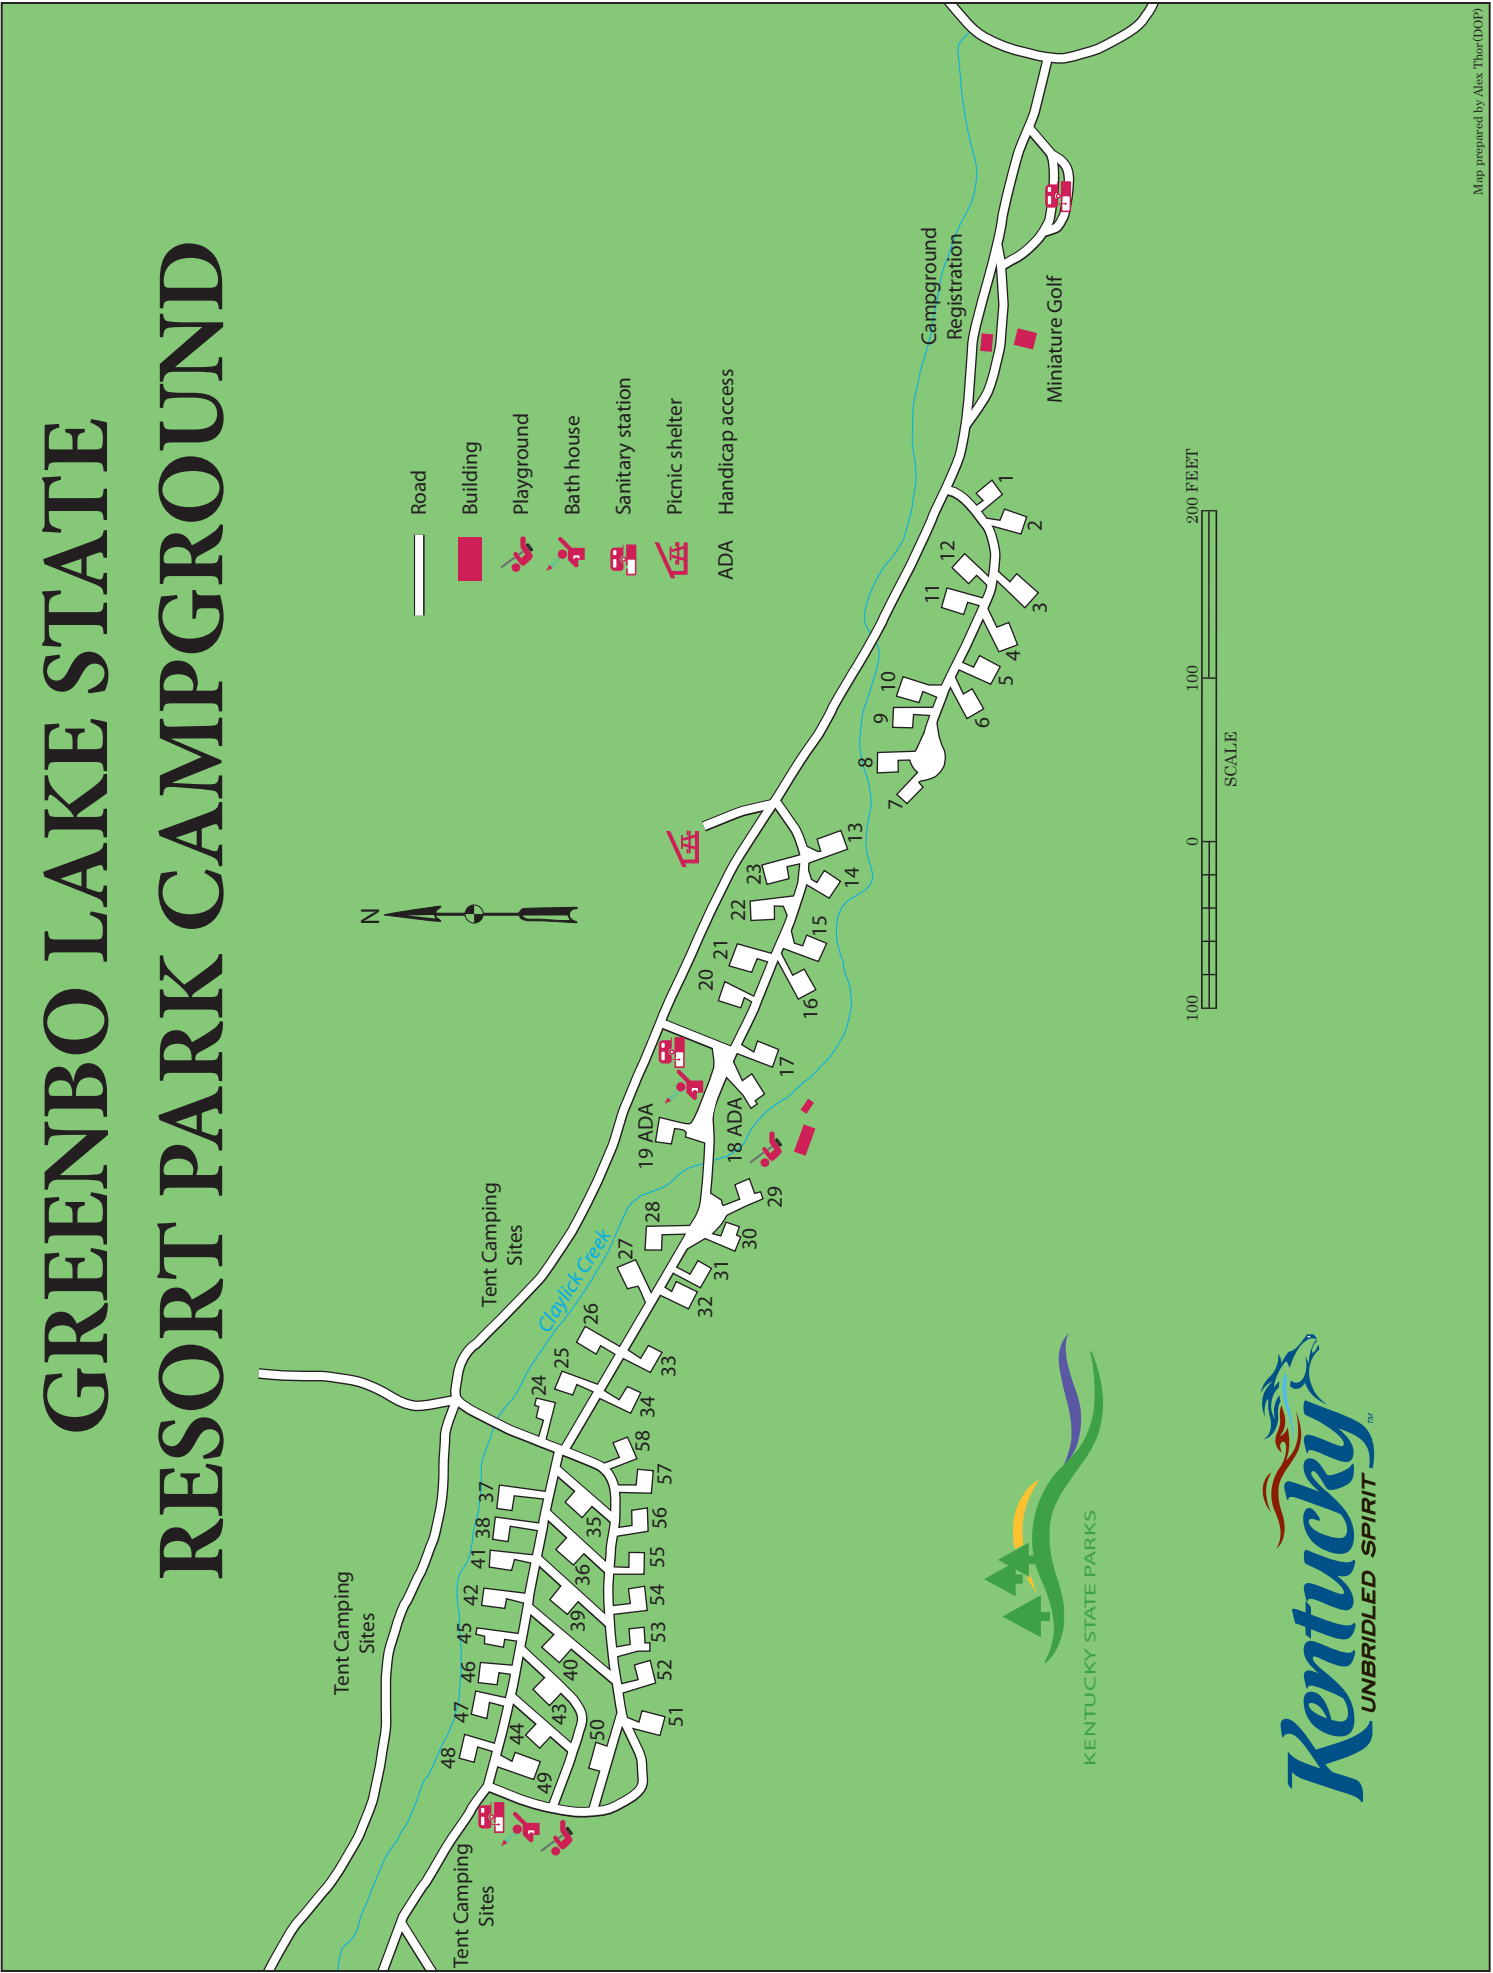 GREENBO LAKE STATE
RESORT PARK CAMPGROUND
N
Road
Building
Playground
Bath house
Sanitary station
Picnic shelter
ADA Handicap access
Tent Camping
Sites
Tent Camping
Sites
Tent Camping
Sites
Claylick Creek
Campground
Registration
Miniature Golf
1
2
3
4
5
6
7
8
9
10
11
12
13
14
15
16
17
18 ADA
19 ADA
20
21
22
23
24
25
26
27
28
29
30
31
32
33
34
35
36
37
38
39
40
41
42
43
44
45
46
47
48
49
50
51
52
53
54
55
56
57
58
100 0 100 200 FEET
SCALE
KENTUCKY STATE PARKS
Kentucky
TM
UNBRIDLED SPIRIT
Map prepared by Alex Thor(DOP)